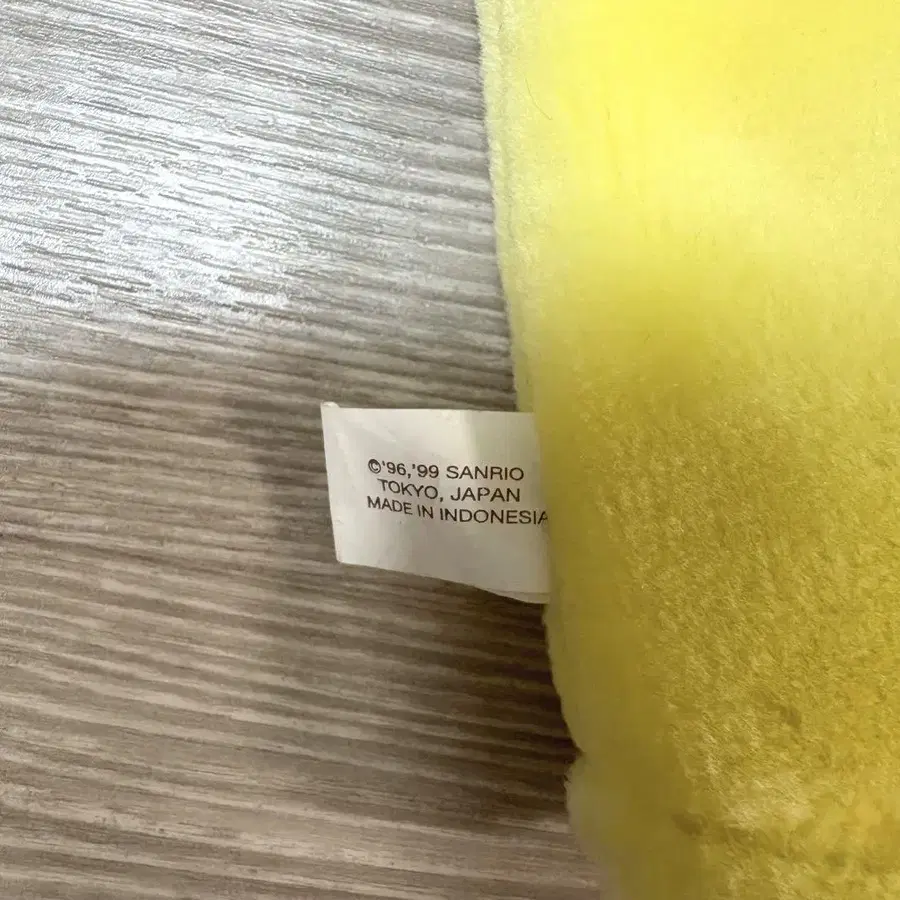 ©'96,'99 SANRIO
TOKYO, JAPAN
MADE IN INDONESIA